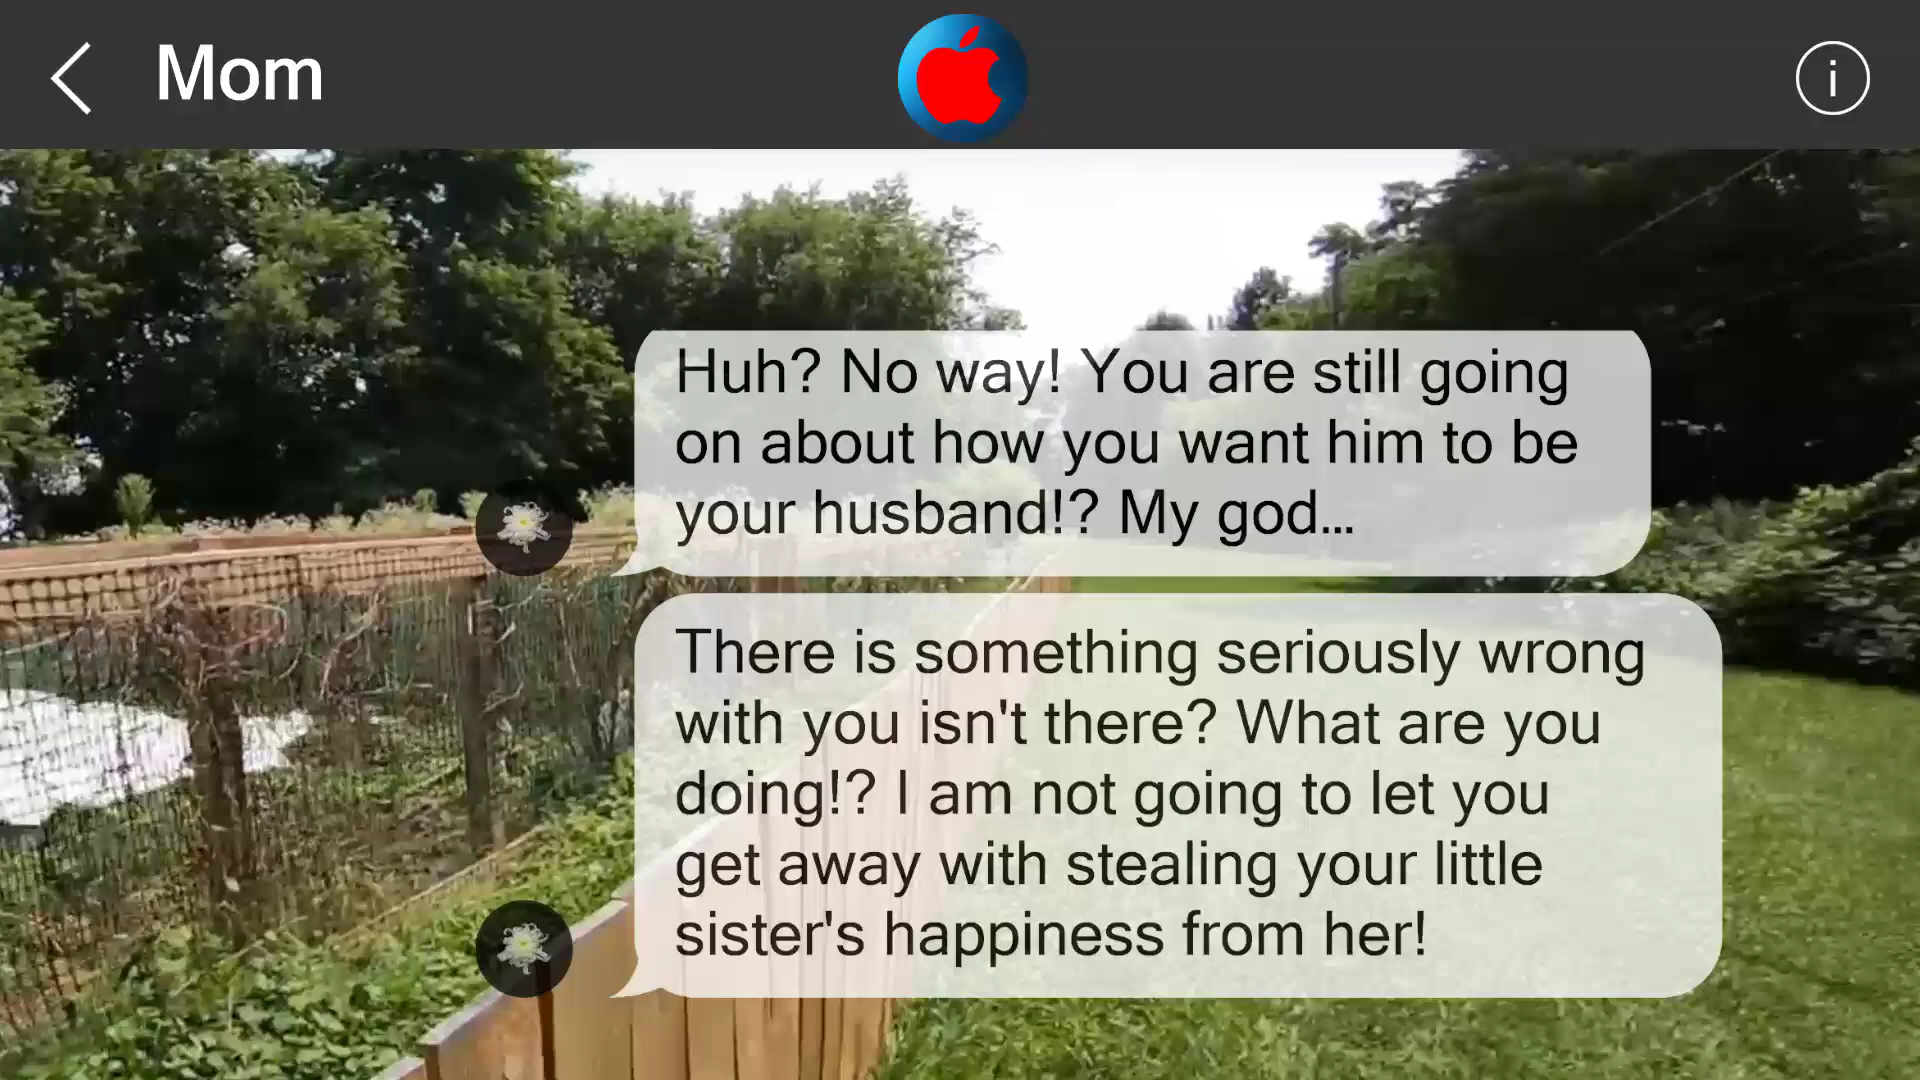 Mom
Huh? No way! You are still going
on about how you want him to be
your husband!? My god...
There is something seriously wrong
with you isn't there? What are you
doing!? I am not going to let you
get away with stealing your little
sister's happiness from her!